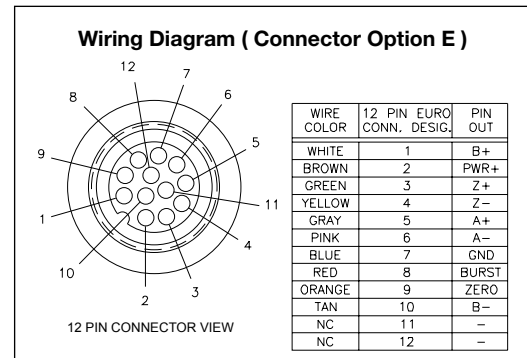 Wiring Diagram ( Connector Option E )
12
7
8
6
9
5
1
11
10
4
2
3
12 PIN CONNECTOR VIEW
WIRE COLOR 12 PIN EURO CONN. DESIG. PIN OUT
WHITE 1 B+
BROWN 2 PWR+
GREEN 3 Z+
YELLOW 4 Z−
GRAY 5 A+
PINK 6 A−
BLUE 7 GND
RED 8 BURST
ORANGE 9 ZERO
TAN 10 B−
NC 11 −
NC 12 −